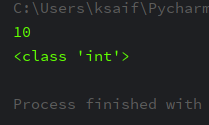 C:\Users\ksaif\Pycharm
10
<class 'int'>
Process finished with